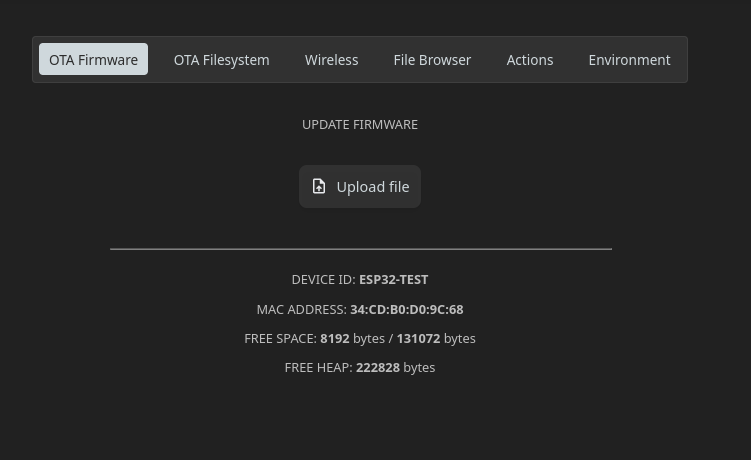 OTA Firmware OTA Filesystem Wireless File Browser Actions Environment
UPDATE FIRMWARE
Upload file
DEVICE ID: ESP32-TEST
MAC ADDRESS: 34:CD:B0:D0:9C:68
FREE SPACE: 8192 bytes / 131072 bytes
FREE HEAP: 222828 bytes